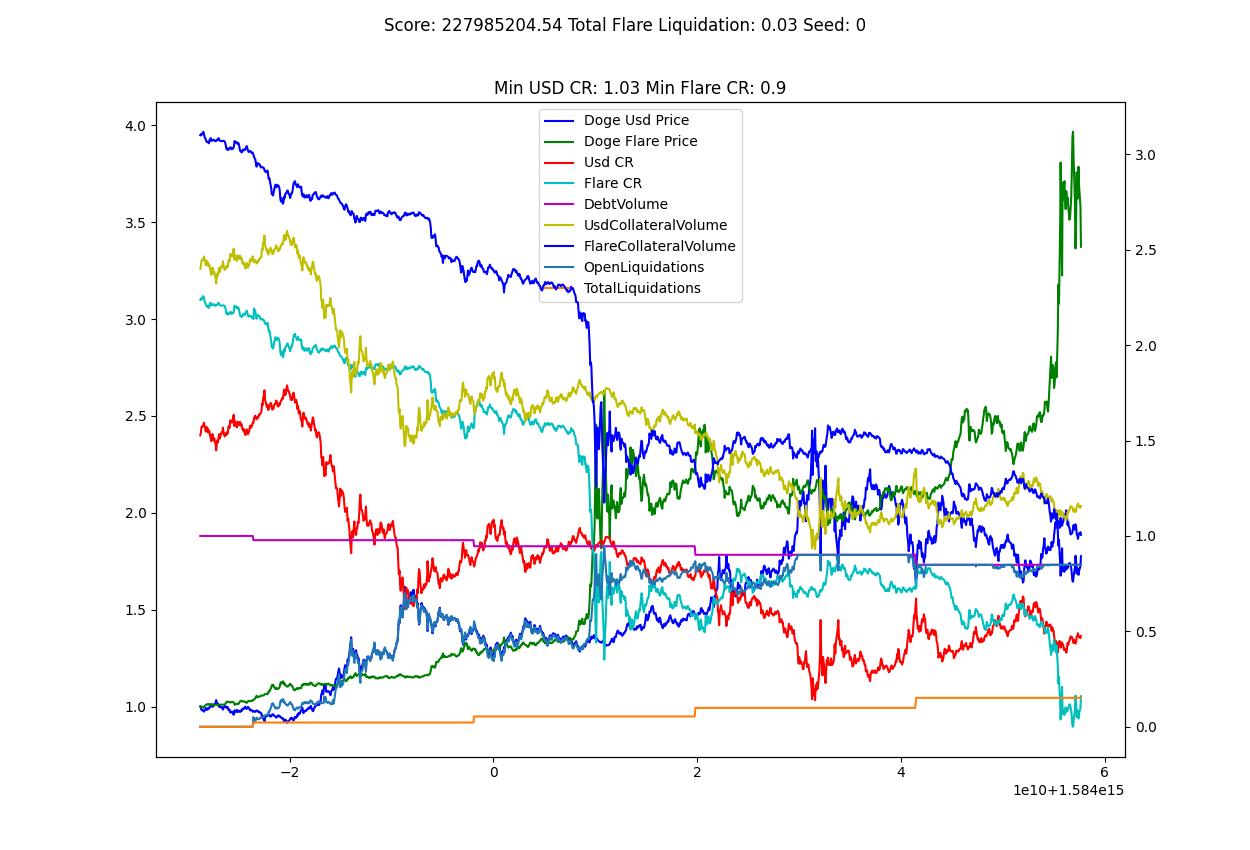 Score: 227985204.54 Total Flare Liquidation: 0.03 Seed: 0
Min USD CR: 1.03 Min Flare CR: 0.9
Doge Usd Price
Doge Flare Price
Usd CR
Flare CR
DebtVolume
UsdCollateralVolume
FlareCollateralVolume
OpenLiquidations
TotalLiquidations
4.0
3.5
3.0
2.5
2.0
1.5
1.0
3.0
2.5
2.0
1.5
1.0
0.5
0.0
−2
0
2
4
6
1e10+1.584e15